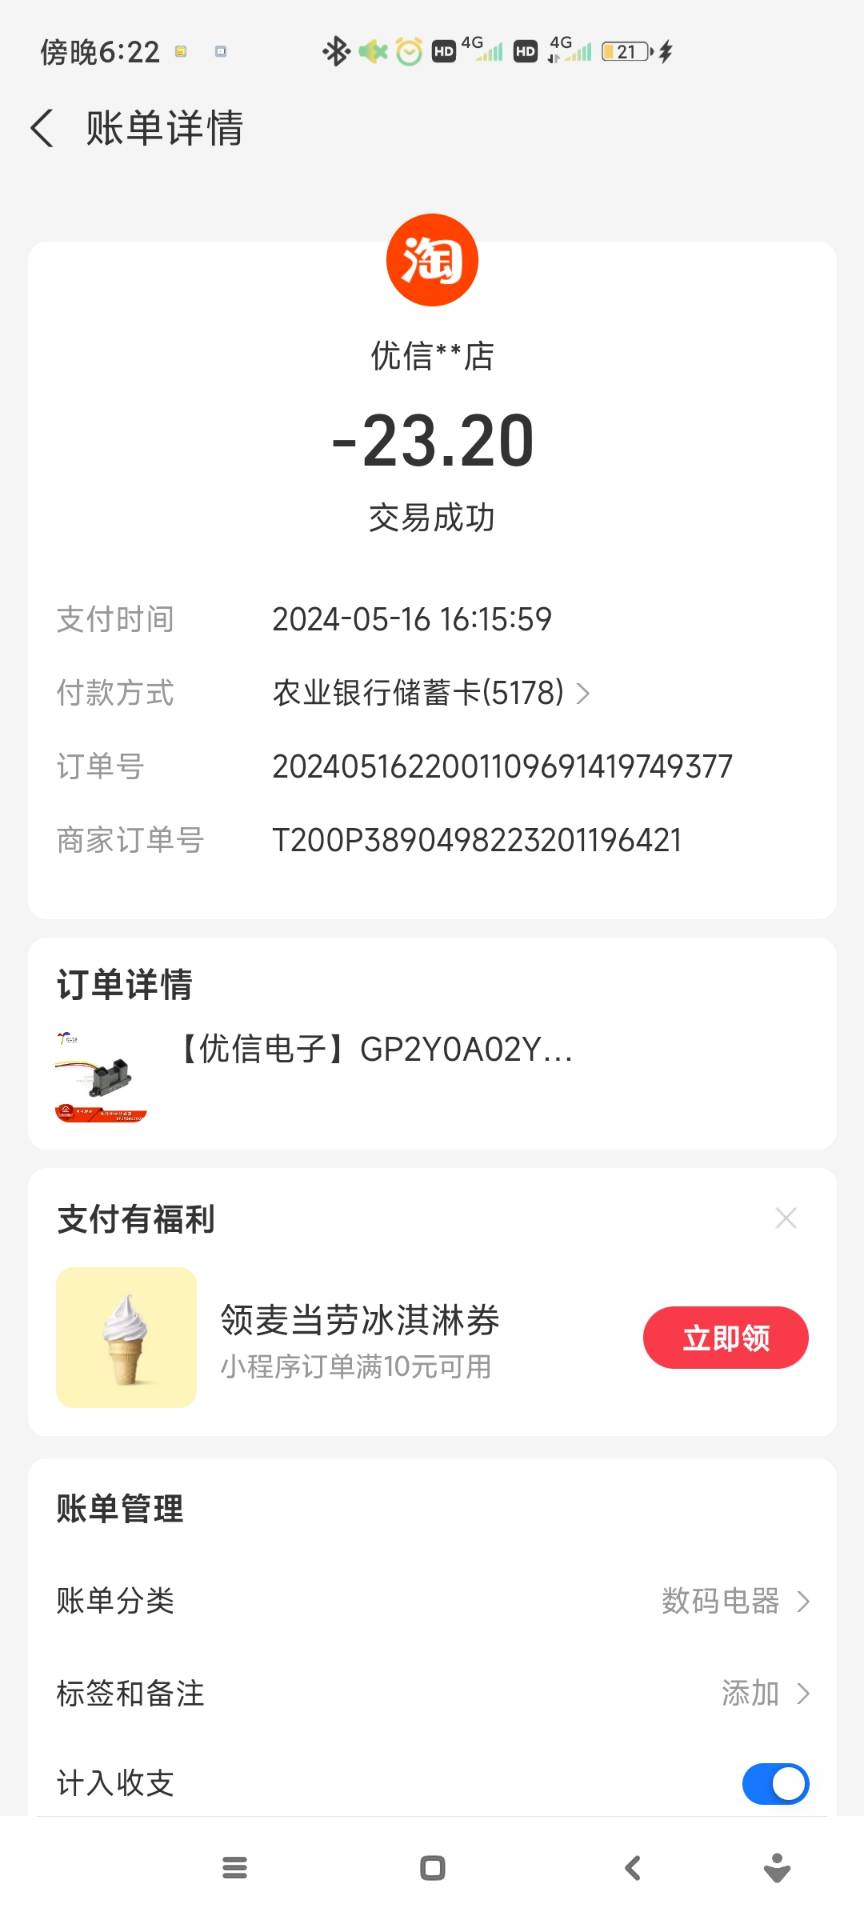 傍晚6:22
HD 4G HD 4G 21
账单详情
淘
优信**店
-23.20
交易成功
支付时间 2024-05-16 16:15:59
付款方式 农业银行储蓄卡(5178)
订单号 2024051622001109691419749377
商家订单号 T200P3890498223201196421
订单详情
【优信电子】GP2Y0A02Y...
支付有福利
领麦当劳冰淇淋券
小程序订单满10元可用
立即领
账单管理
账单分类 数码电器
标签和备注 添加
计入收支